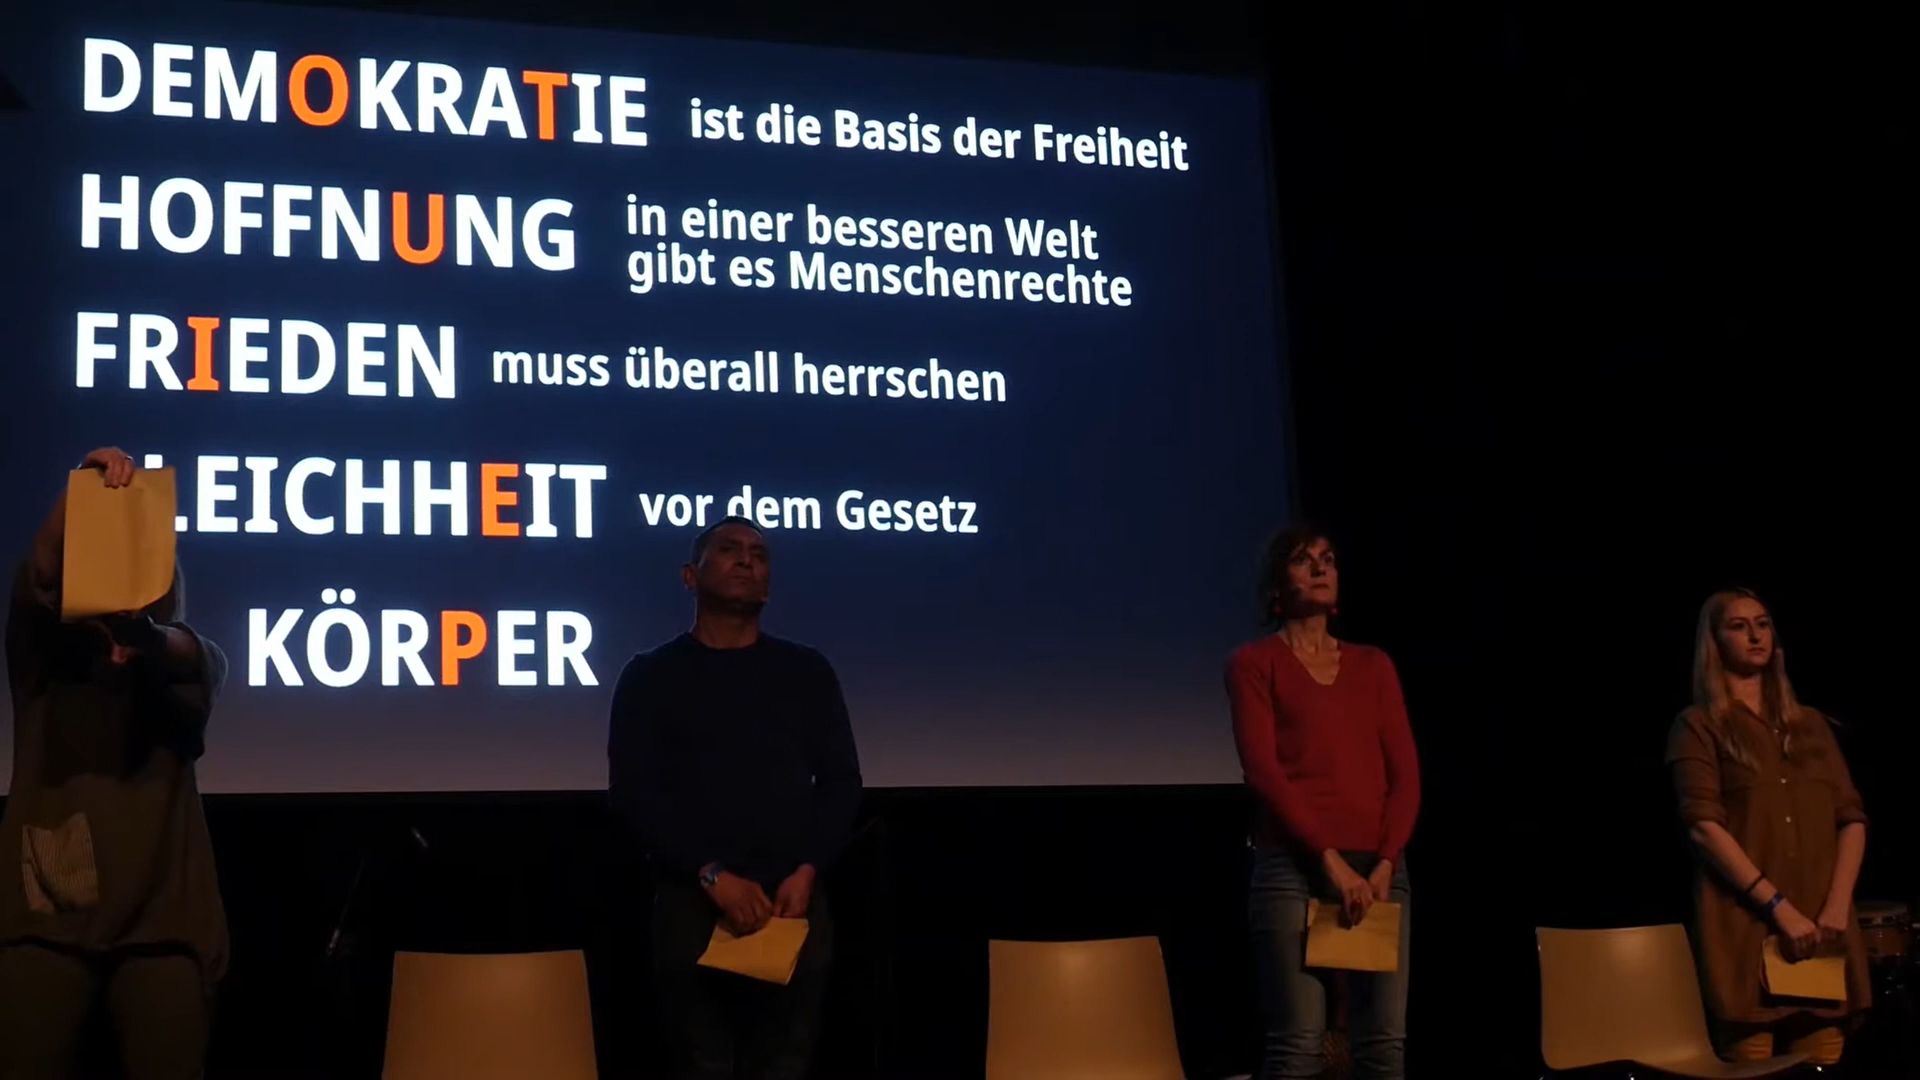 DEMOKRATIE ist die Basis der Freiheit
HOFFNUNG in einer besseren Welt
gibt es Menschenrechte
FRIEDEN muss überall herrschen
LEICHHEIT vor dem Gesetz
KÖRPER